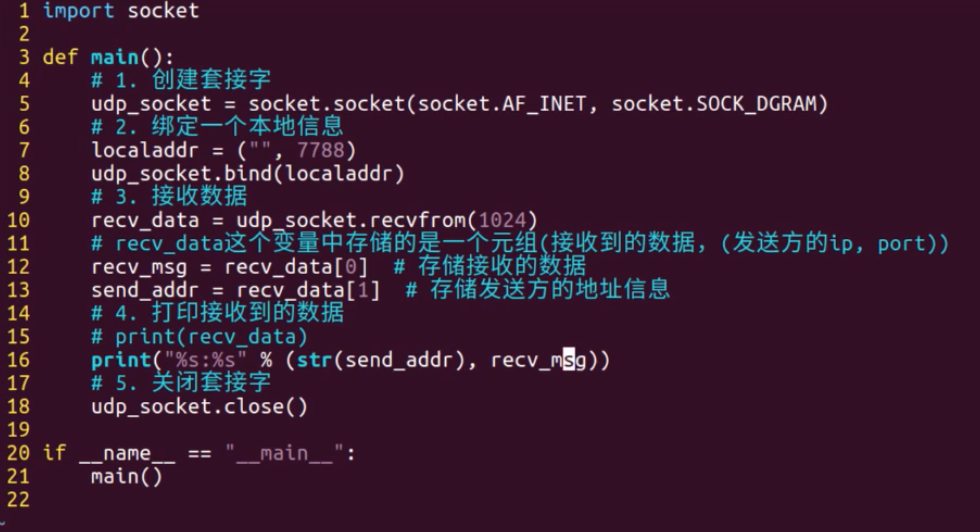 1 import socket
2
3 def main():
4     # 1. 创建套接字
5     udp_socket = socket.socket(socket.AF_INET, socket.SOCK_DGRAM)
6     # 2. 绑定一个本地信息
7     localaddr = ("", 7788)
8     udp_socket.bind(localaddr)
9     # 3. 接收数据
10     recv_data = udp_socket.recvfrom(1024)
11     # recv_data这个变量中存储的是一个元组(接收到的数据，(发送方的ip, port))
12     recv_msg = recv_data[0]  # 存储接收的数据
13     send_addr = recv_data[1]  # 存储发送方的地址信息
14     # 4. 打印接收到的数据
15     # print(recv_data)
16     print("%s:%s" % (str(send_addr), recv_msg))
17     # 5. 关闭套接字
18     udp_socket.close()
19
20 if __name__ == "__main__":
21     main()
22
~